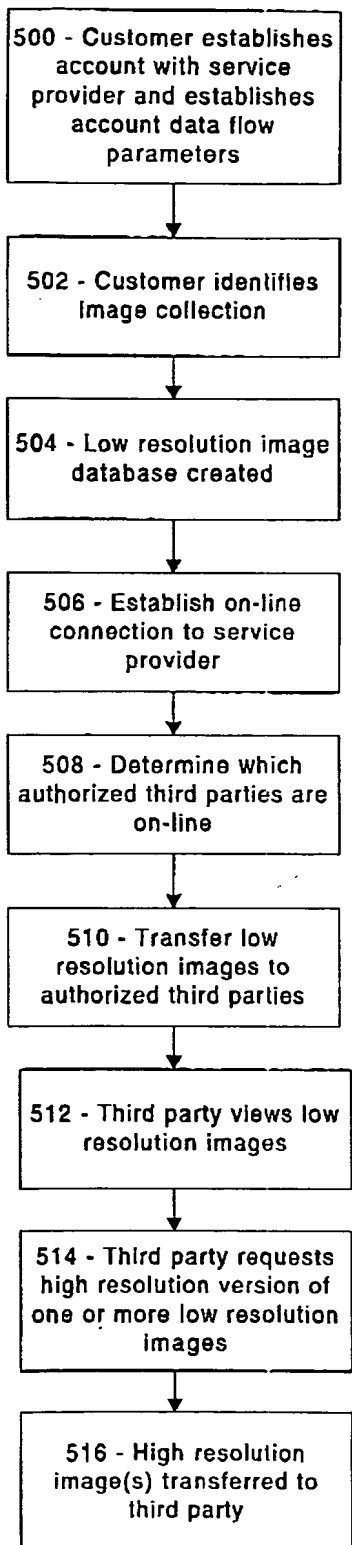 500 - Customer establishes
account with service
provider and establishes
account data flow
parameters
502 - Customer identifies
image collection
504 - Low resolution image
database created
506 - Establish on-line
connection to service
provider
508 - Determine which
authorized third parties are
on-line
510 - Transfer low
resolution images to
authorized third parties
512 - Third party views low
resolution images
514 - Third party requests
high resolution version of
one or more low resolution
images
516 - High resolution
image(s) transferred to
third party